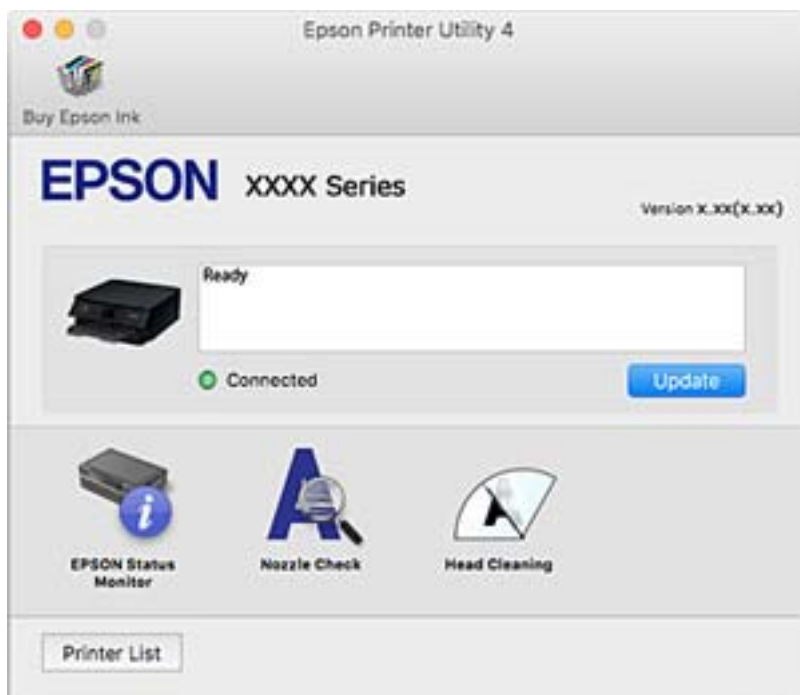 Epson Printer Utility 4
Buy Epson Ink
EPSON XXXX Series
Version X.XX(X.XX)
Ready
Connected
Update
EPSON Status
Monitor
Nozzle Check
Head Cleaning
Printer List